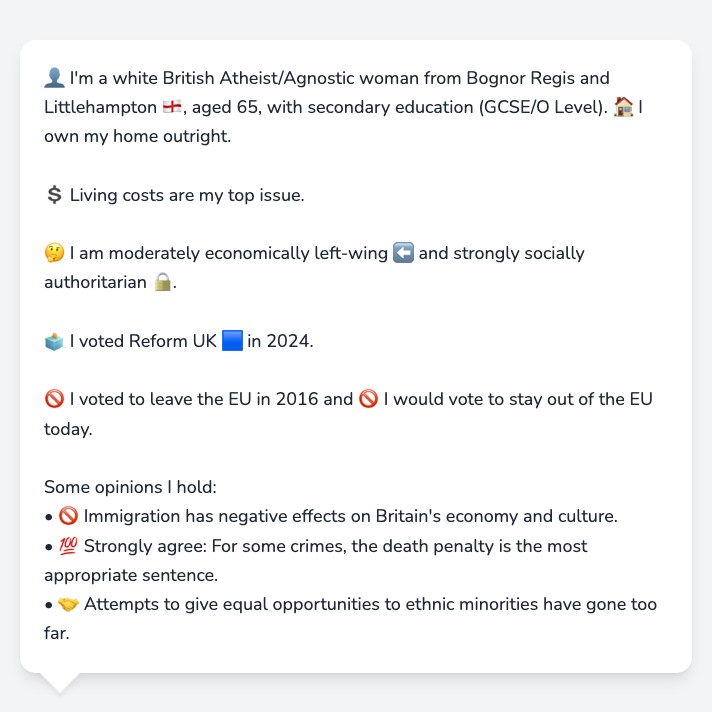 👤 I'm a white British Atheist/Agnostic woman from Bognor Regis and
Littlehampton 🏴󠁧󠁢󠁥󠁮󠁧󠁿, aged 65, with secondary education (GCSE/O Level). 🏠 I
own my home outright.
💲 Living costs are my top issue.
🤔 I am moderately economically left-wing ⬅️ and strongly socially
authoritarian 🔒.
🗳️ I voted Reform UK 🟦 in 2024.
🚫 I voted to leave the EU in 2016 and 🚫 I would vote to stay out of the EU
today.
Some opinions I hold:
• 🚫 Immigration has negative effects on Britain's economy and culture.
• 💯 Strongly agree: For some crimes, the death penalty is the most
appropriate sentence.
• 🤝 Attempts to give equal opportunities to ethnic minorities have gone too
far.